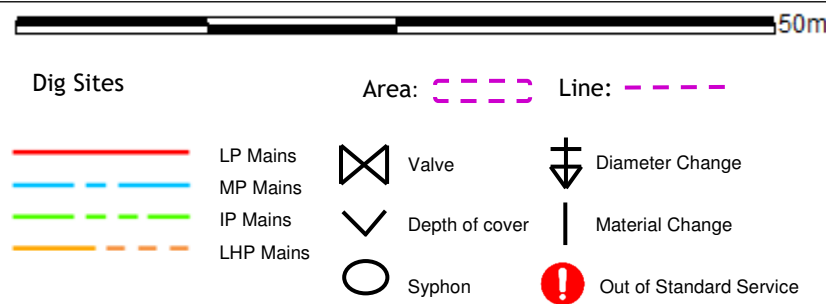 50m
Dig Sites
Area:
Line:
LP Mains
MP Mains
IP Mains
LHP Mains
Valve
Depth of cover
Syphon
Diameter Change
Material Change
Out of Standard Service